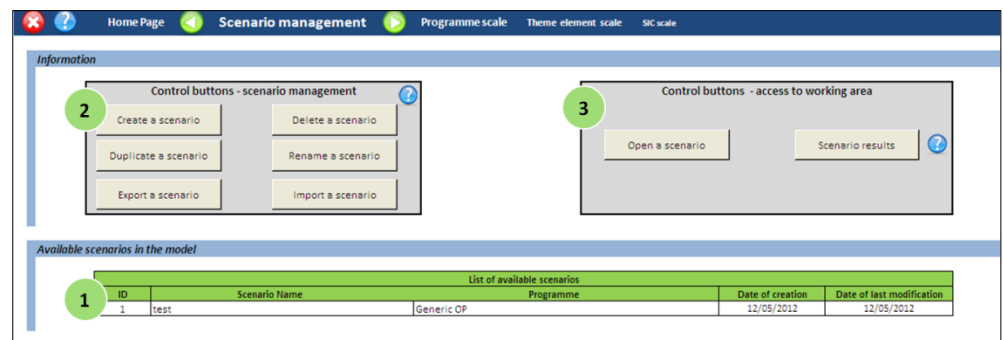 Home Page Scenario management Programme scale Theme element scale SIC scale
Information
2
Control buttons - scenario management
Create a scenario Delete a scenario
Duplicate a scenario Rename a scenario
Export a scenario Import a scenario
3
Control buttons - access to working area
Open a scenario Scenario results
Available scenarios in the model
1
List of available scenarios
ID Scenario Name Programme Date of creation Date of last modification
1 test Generic OP 12/05/2012 12/05/2012